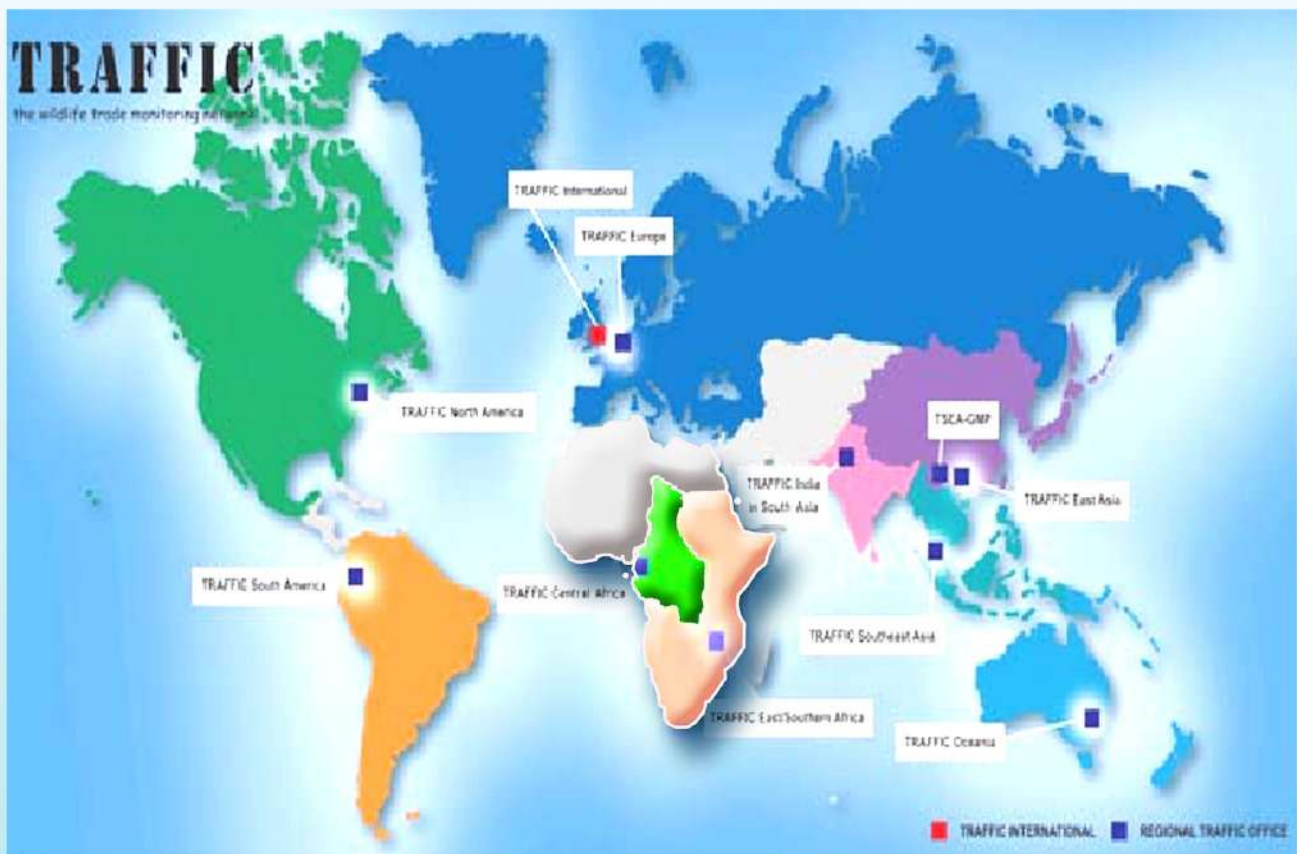 TRAFFIC
the wildlife trade monitoring network
TRAFFIC International
TRAFFIC Europe
TRAFFIC North America
TSCA-GMP
TRAFFIC India
in South Asia
TRAFFIC East Asia
TRAFFIC South America
TRAFFIC Central Africa
TRAFFIC Southeast Asia
TRAFFIC East/Southern Africa
TRAFFIC Oceania
TRAFFIC INTERNATIONAL
REGIONAL TRAFFIC OFFICE